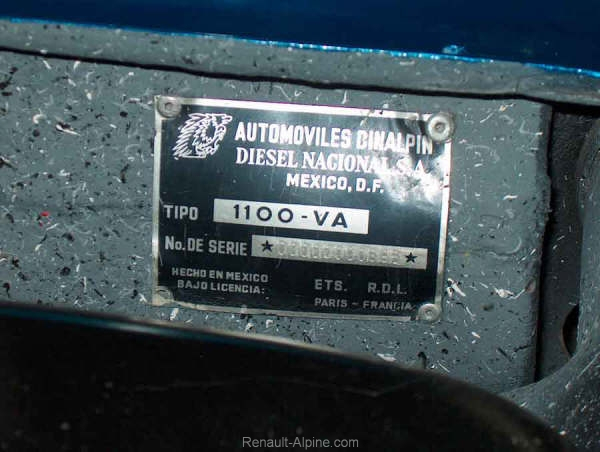 AUTOMOVILES DINALPIN
DIESEL NACIONAL S.A.
MEXICO, D.F.
TIPO 1100-VA
No. DE SERIE
HECHO EN MEXICO
BAJO LICENCIA:
ETS. R.D.L.
PARIS - FRANCIA
Renault-Alpine.com